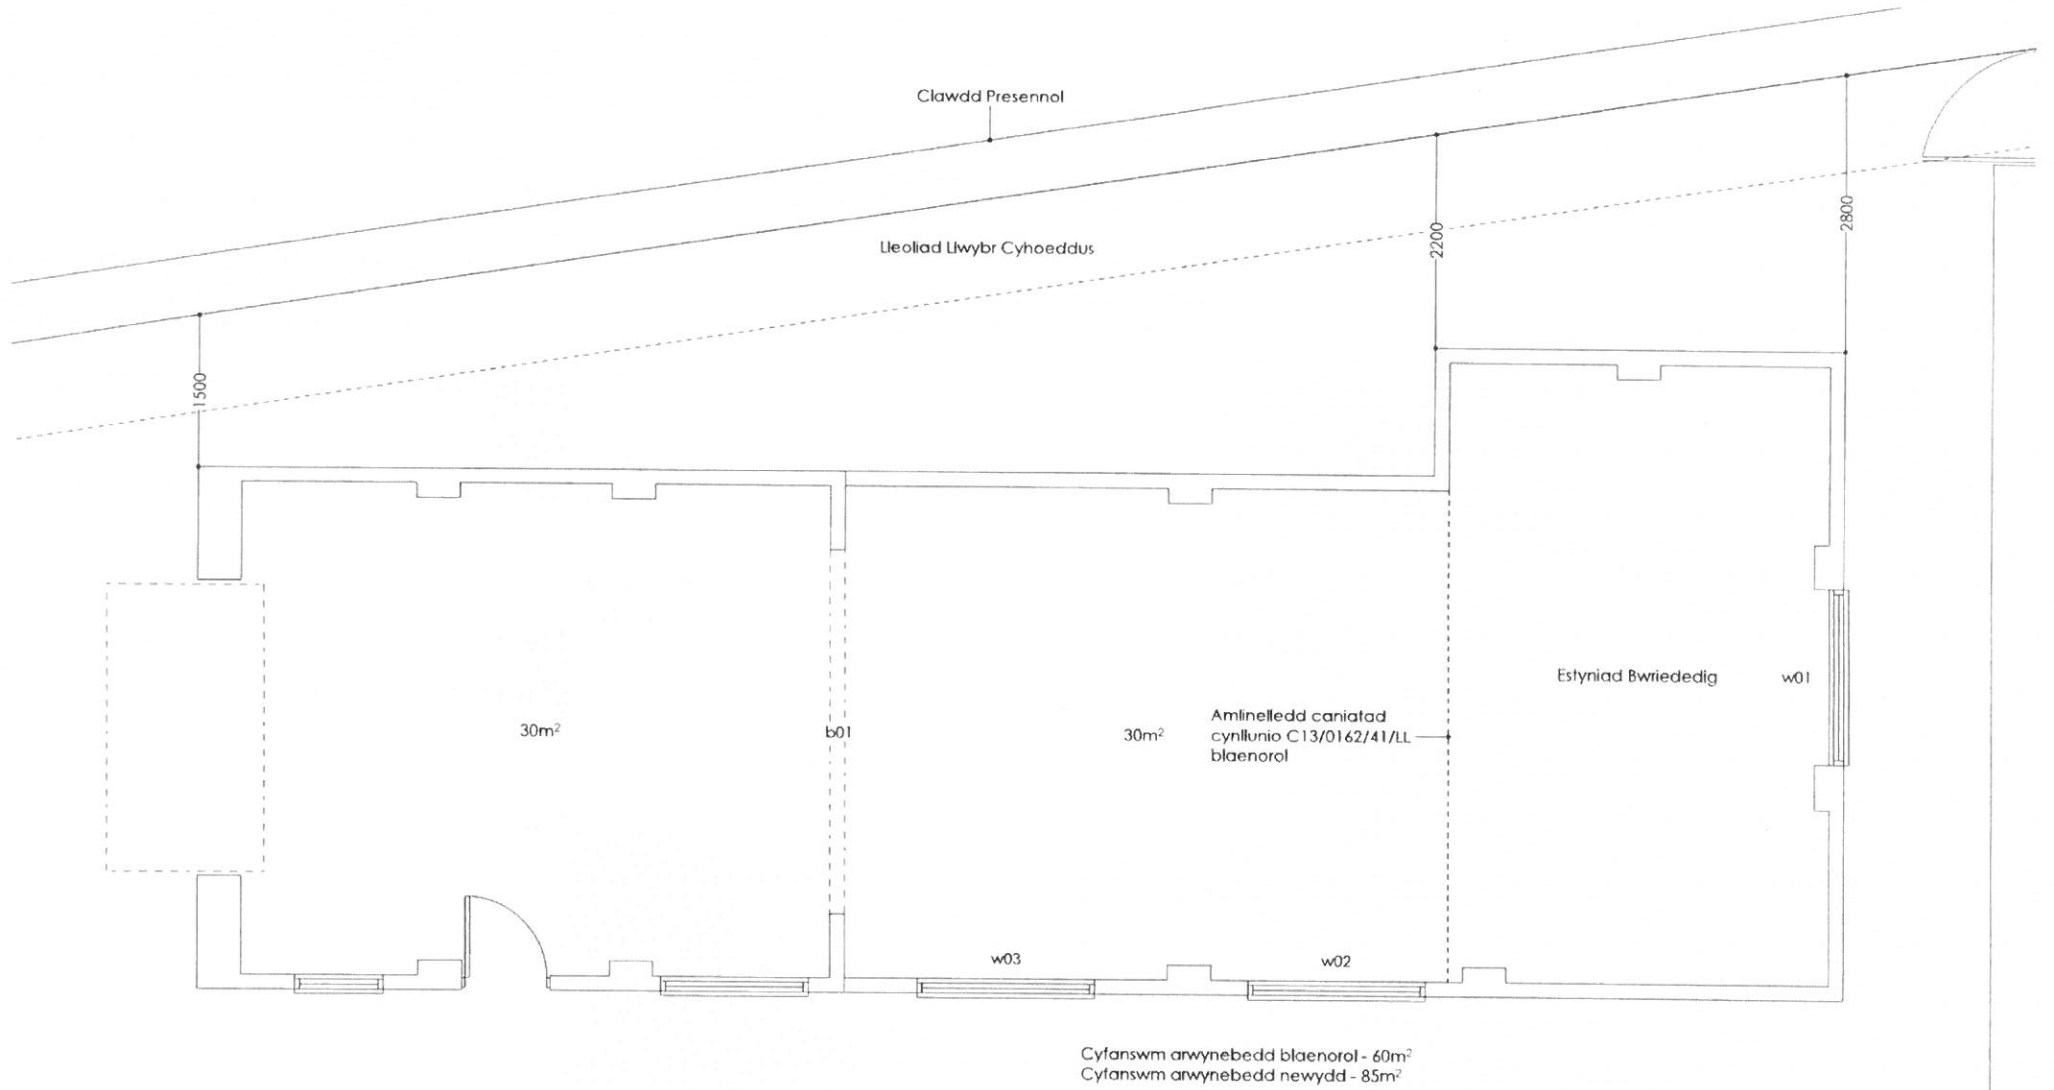 Clawdd Presennol
Lleoliad Llwybr Cyhoeddus
2800
2200
1500
Estyniad Bwriededig
w01
Amlinelledd caniatad
cynllunio C13/0162/41/LL
blaenorol
30m²
b01
30m²
w03
w02
Cyfanswm arwynebedd blaenorol - 60m²
Cyfanswm arwynebedd newydd - 85m²